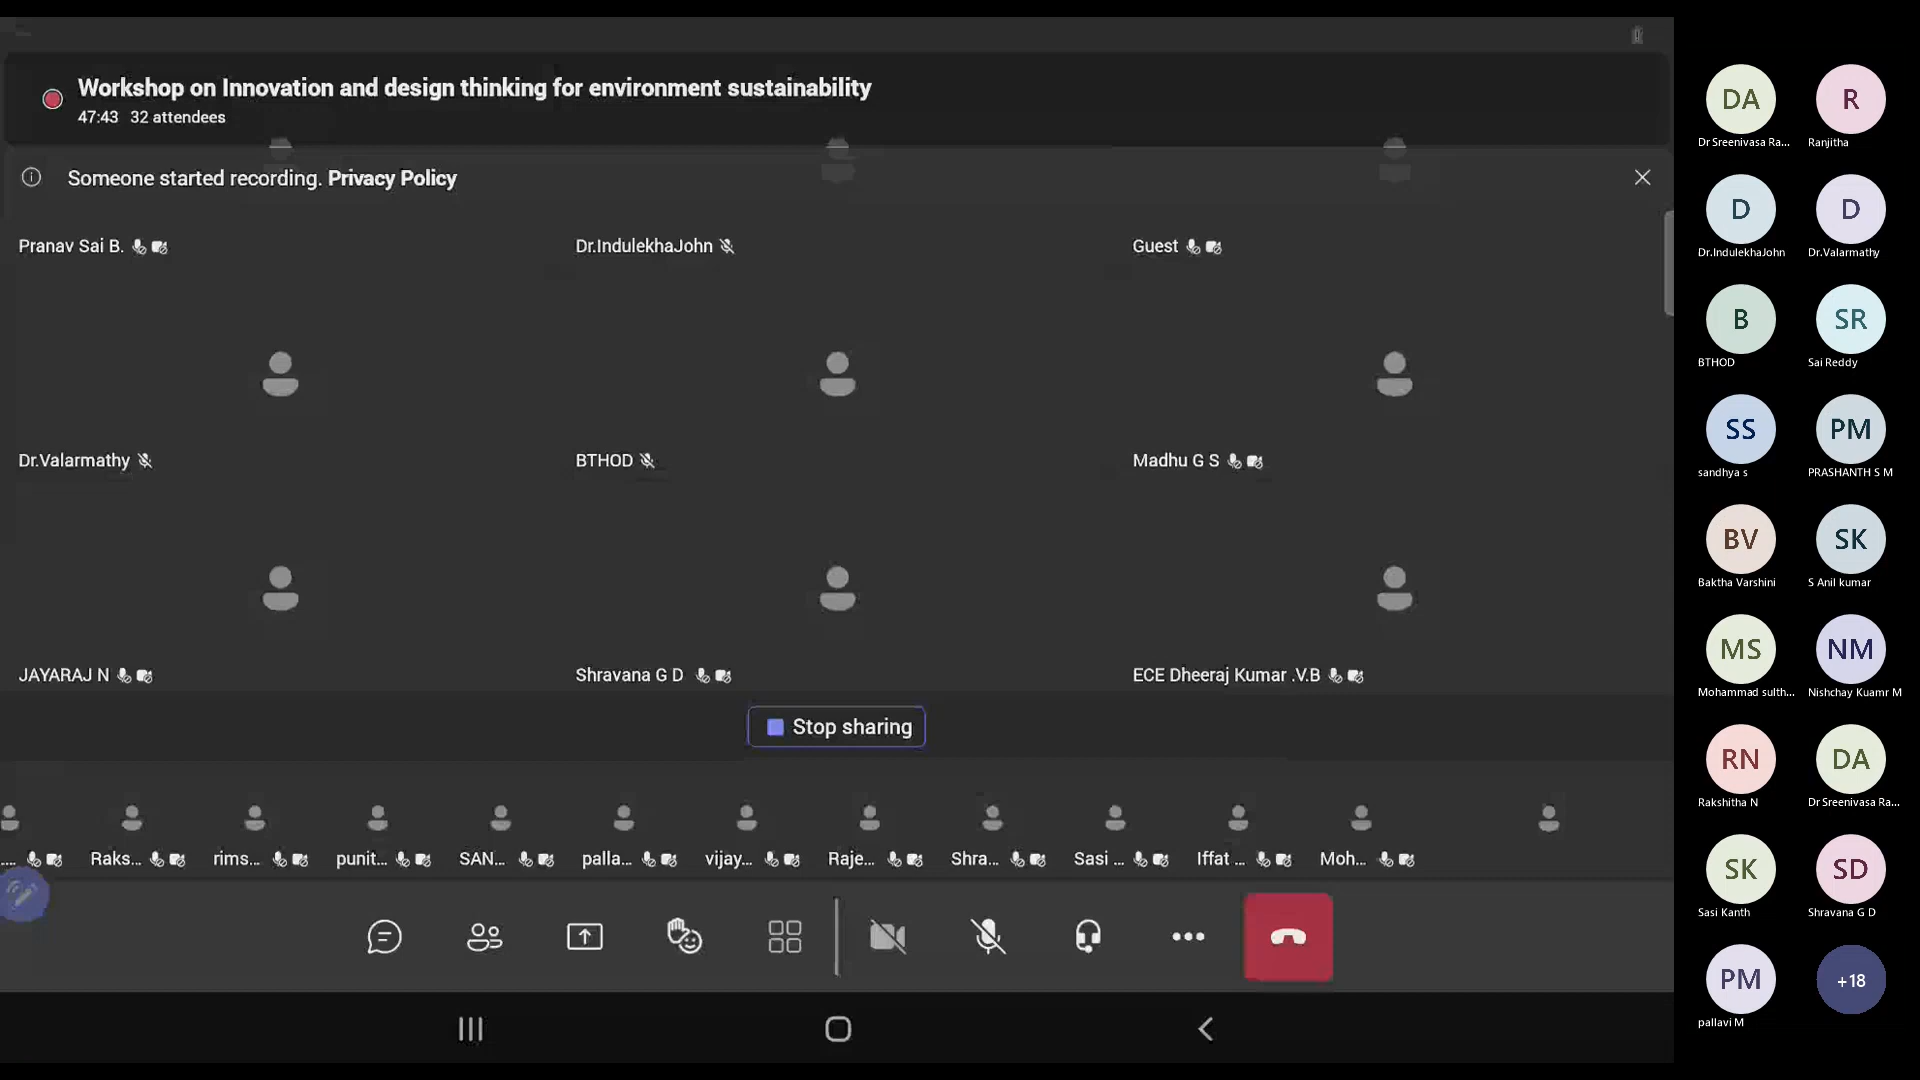 Workshop on Innovation and design thinking for environment sustainability
47:43 32 attendees
Someone started recording. Privacy Policy
Pranav Sai B.
Dr.IndulekhaJohn
Guest
Dr.Valarmathy
BTHOD
Madhu G S
JAYARAJ N
Shravana G D
ECE Dheeraj Kumar .V.B
Stop sharing
...
Raks...
rims...
punit...
SAN...
palla...
vijay...
Raje...
Shra...
Sasi ...
Iffat ...
Moh...
DA
R
Dr Sreenivasa Ra...
Ranjitha
D
D
Dr.IndulekhaJohn
Dr.Valarmathy
B
SR
BTHOD
Sai Reddy
SS
PM
sandhya s
PRASHANTH S M
BV
SK
Baktha Varshini
S Anil kumar
MS
NM
Mohammad sulth...
Nishchay Kuamr M
RN
DA
Rakshitha N
Dr Sreenivasa Ra...
SK
SD
Sasi Kanth
Shravana G D
PM
+18
pallavi M